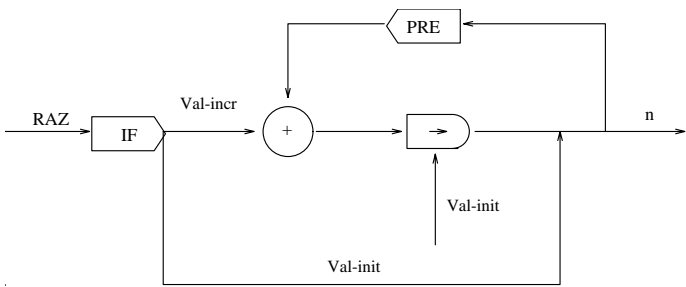 PRE
Val-incr
RAZ
n
IF
+
Val-init
Val-init